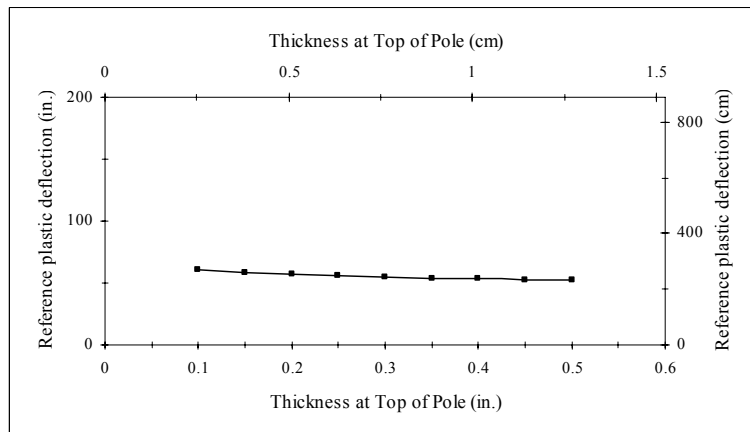 Thickness at Top of Pole (cm)
0 0.5 1 1.5
200
100
0
Reference plastic deflection (in.)
800
400
0
Reference plastic deflection (cm)
0 0.1 0.2 0.3 0.4 0.5 0.6
Thickness at Top of Pole (in.)